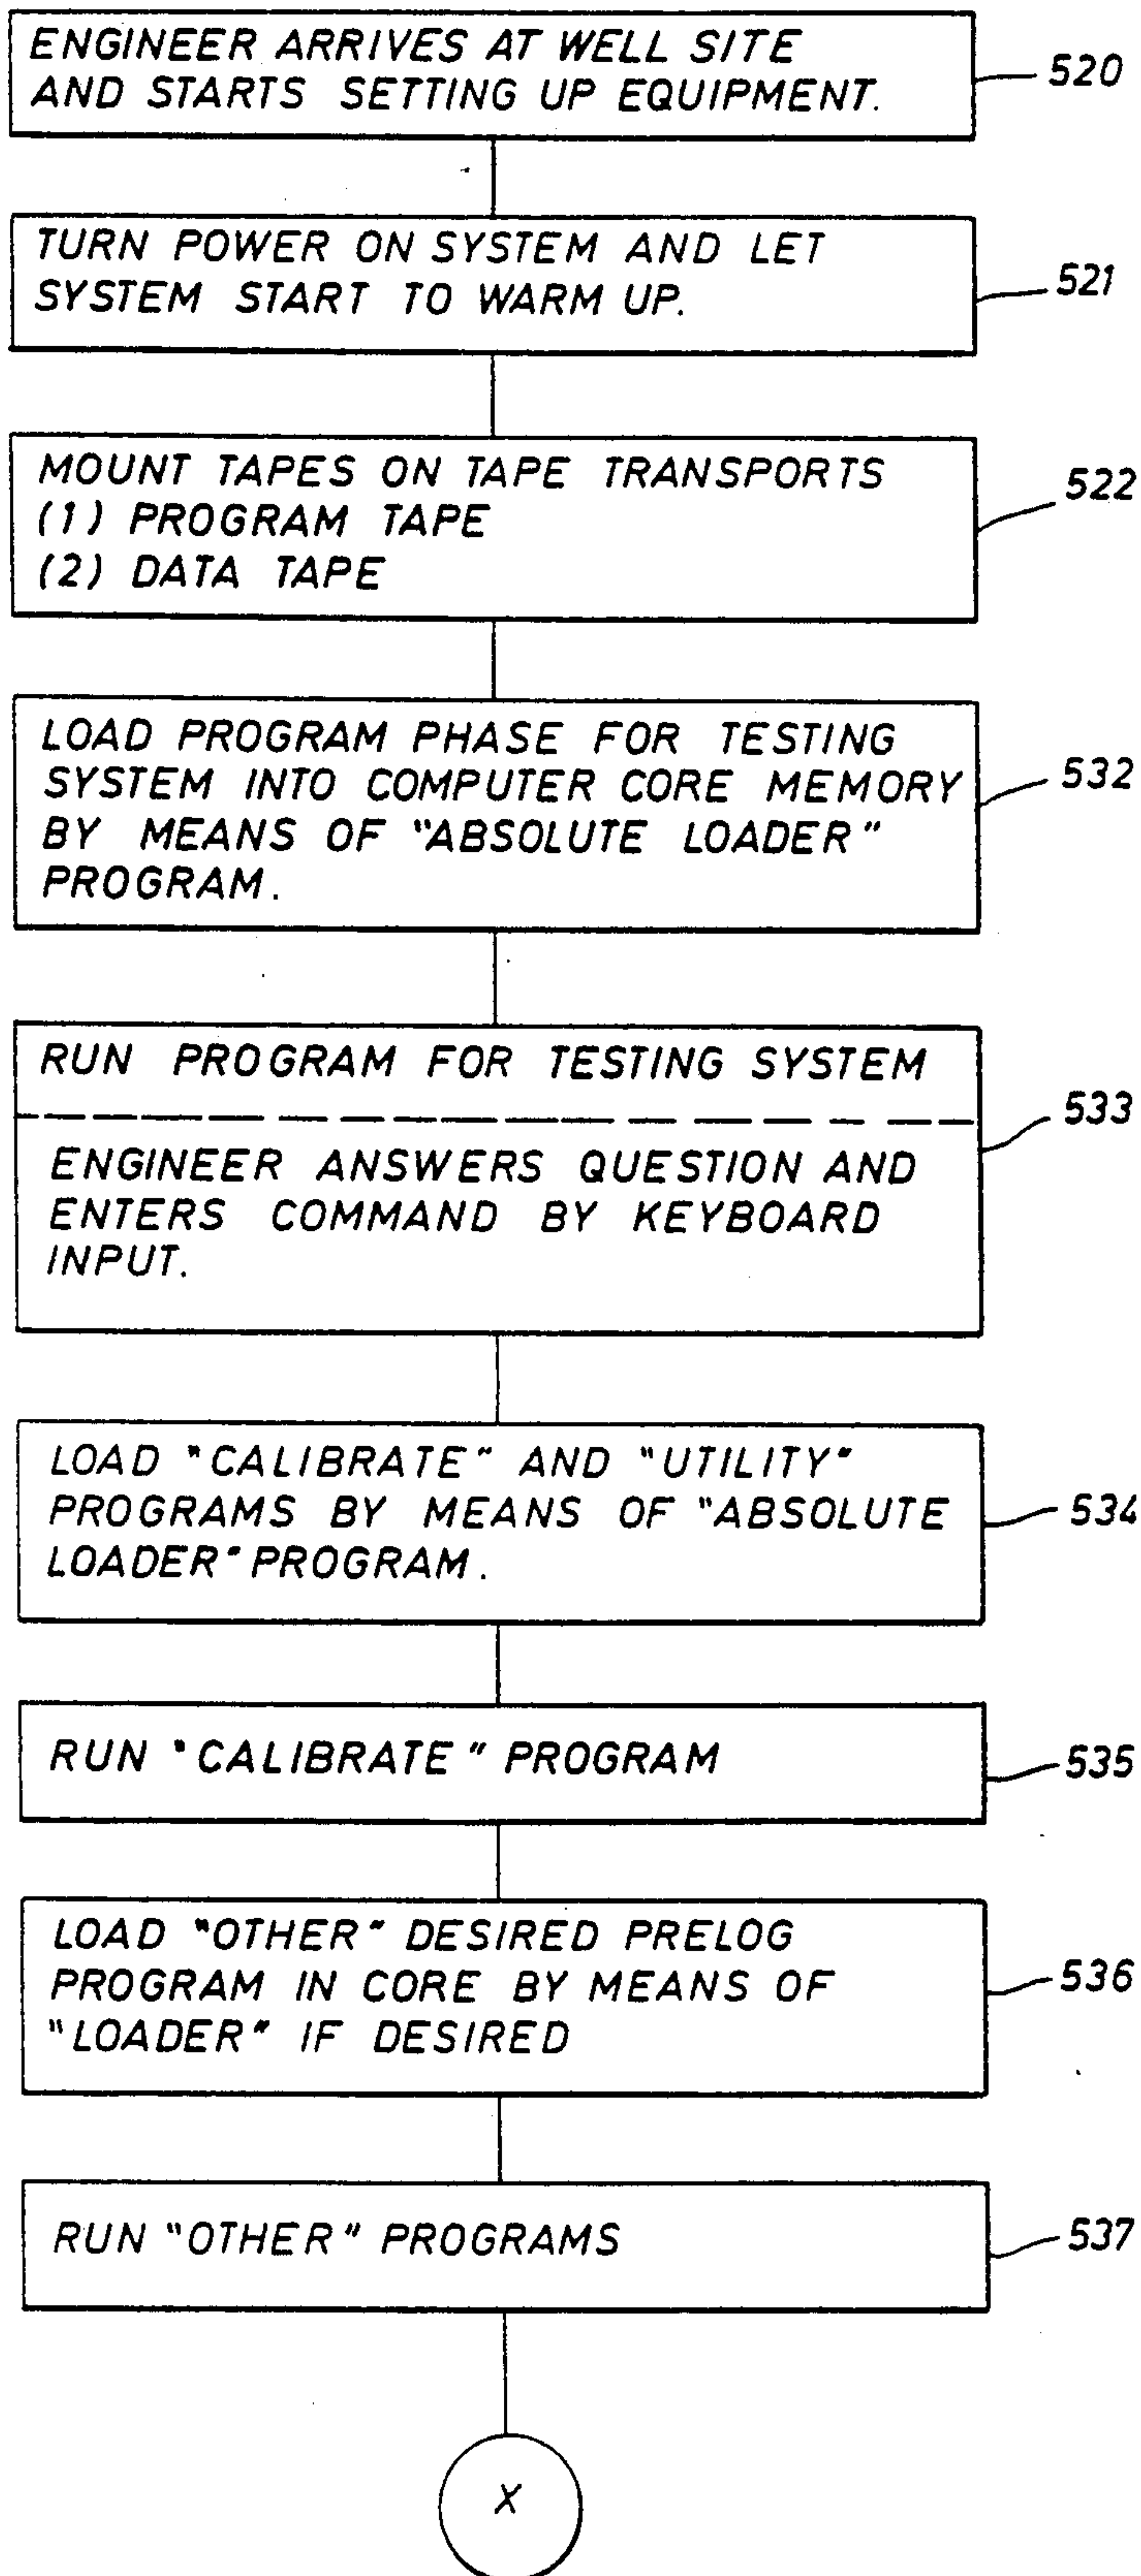 ENGINEER ARRIVES AT WELL SITE
AND STARTS SETTING UP EQUIPMENT.
520
TURN POWER ON SYSTEM AND LET
SYSTEM START TO WARM UP.
521
MOUNT TAPES ON TAPE TRANSPORTS
(1) PROGRAM TAPE
(2) DATA TAPE
522
LOAD PROGRAM PHASE FOR TESTING
SYSTEM INTO COMPUTER CORE MEMORY
BY MEANS OF "ABSOLUTE LOADER"
PROGRAM.
532
RUN PROGRAM FOR TESTING SYSTEM
ENGINEER ANSWERS QUESTION AND
ENTERS COMMAND BY KEYBOARD
INPUT.
533
LOAD "CALIBRATE" AND "UTILITY"
PROGRAMS BY MEANS OF "ABSOLUTE
LOADER" PROGRAM.
534
RUN "CALIBRATE" PROGRAM
535
LOAD "OTHER" DESIRED PRELOG
PROGRAM IN CORE BY MEANS OF
"LOADER" IF DESIRED
536
RUN "OTHER" PROGRAMS
537
X